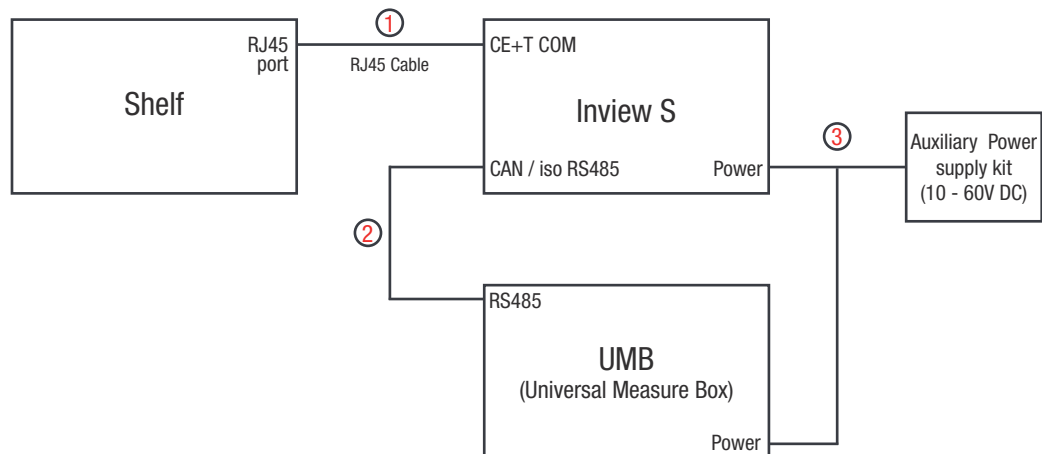 1
RJ45
port
RJ45 Cable
CE+T COM
Shelf
Inview S
3
Auxiliary Power
supply kit
(10 - 60V DC)
CAN / iso RS485
Power
2
RS485
UMB
(Universal Measure Box)
Power